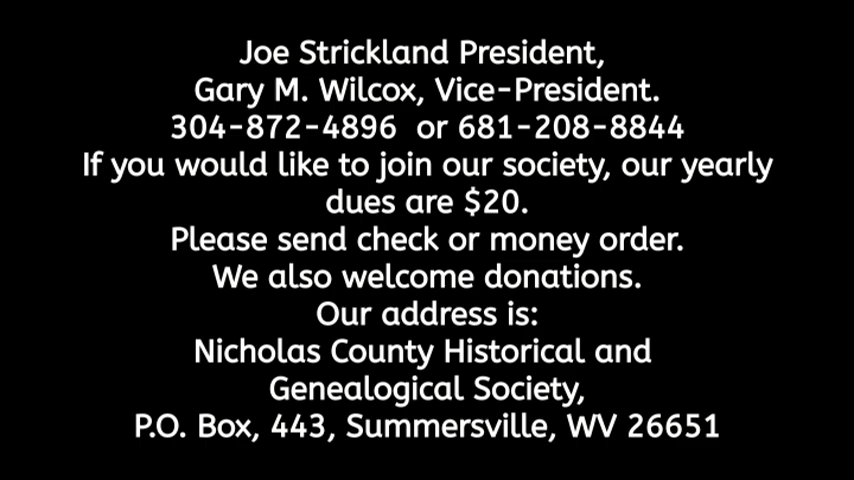 Joe Strickland President,
Gary M. Wilcox, Vice-President.
304-872-4896 or 681-208-8844
If you would like to join our society, our yearly
dues are $20.
Please send check or money order.
We also welcome donations.
Our address is:
Nicholas County Historical and
Genealogical Society,
P.O. Box, 443, Summersville, WV 26651